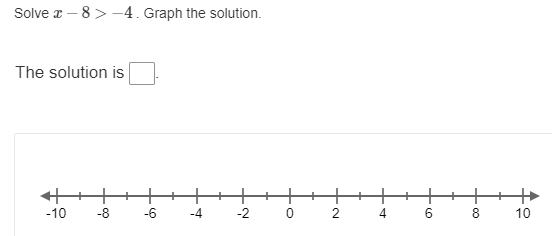 Solve x − 8 > −4. Graph the solution.
The solution is .
-10 -8 -6 -4 -2 0 2 4 6 8 10